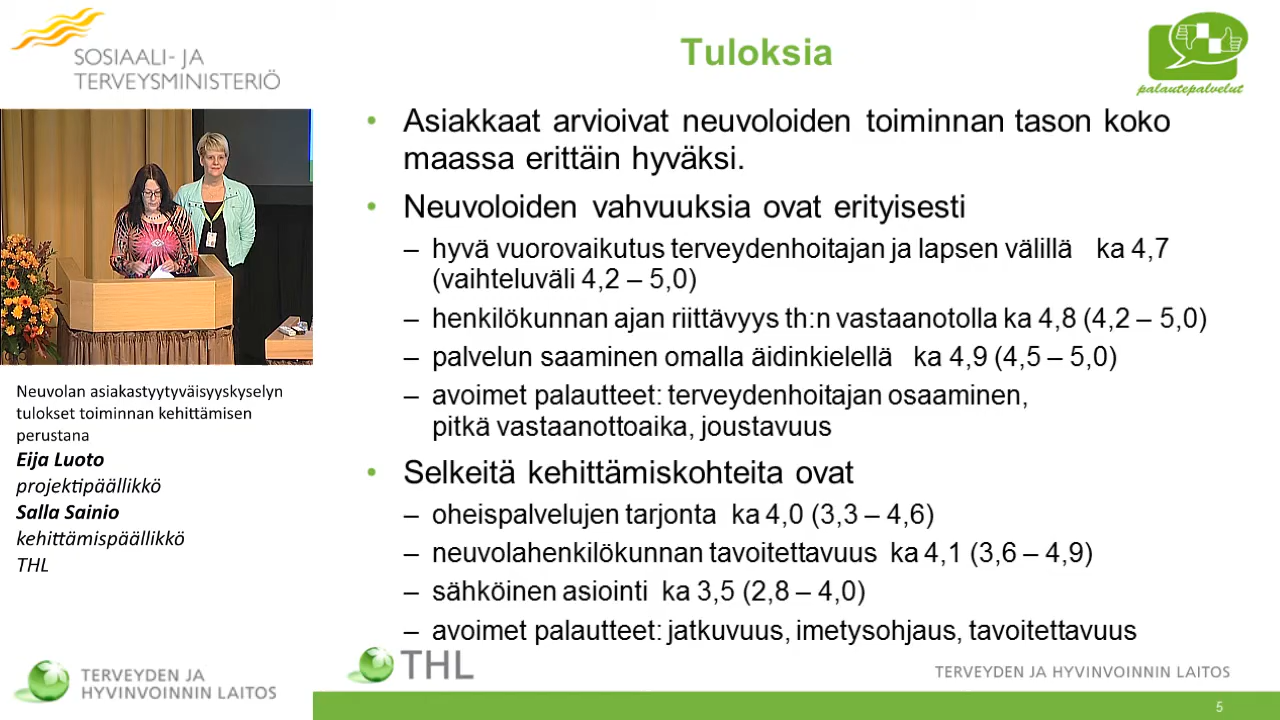 SOSIAALI- JA
TERVEYSMINISTERIÖ
Tuloksia
palautepalvelut
• Asiakkaat arvioivat neuvoloiden toiminnan tason koko
maassa erittäin hyväksi.
• Neuvoloiden vahvuuksia ovat erityisesti
– hyvä vuorovaikutus terveydenhoitajan ja lapsen välillä ka 4,7
(vaihteluväli 4,2 – 5,0)
– henkilökunnan ajan riittävyys th:n vastaanotolla ka 4,8 (4,2 – 5,0)
– palvelun saaminen omalla äidinkielellä ka 4,9 (4,5 – 5,0)
– avoimet palautteet: terveydenhoitajan osaaminen,
pitkä vastaanottoaika, joustavuus
• Selkeitä kehittämiskohteita ovat
– oheispalvelujen tarjonta ka 4,0 (3,3 – 4,6)
– neuvolahenkilökunnan tavoitettavuus ka 4,1 (3,6 – 4,9)
– sähköinen asiointi ka 3,5 (2,8 – 4,0)
– avoimet palautteet: jatkuvuus, imetysohjaus, tavoitettavuus
Neuvolan asiakastyytyväisyyskyselyn
tulokset toiminnan kehittämisen
perustana
Eija Luoto
projektipäällikkö
Salla Sainio
kehittämispäällikkö
THL
TERVEYDEN JA
HYVINVOINNIN LAITOS
THL
TERVEYDEN JA HYVINVOINNIN LAITOS
5